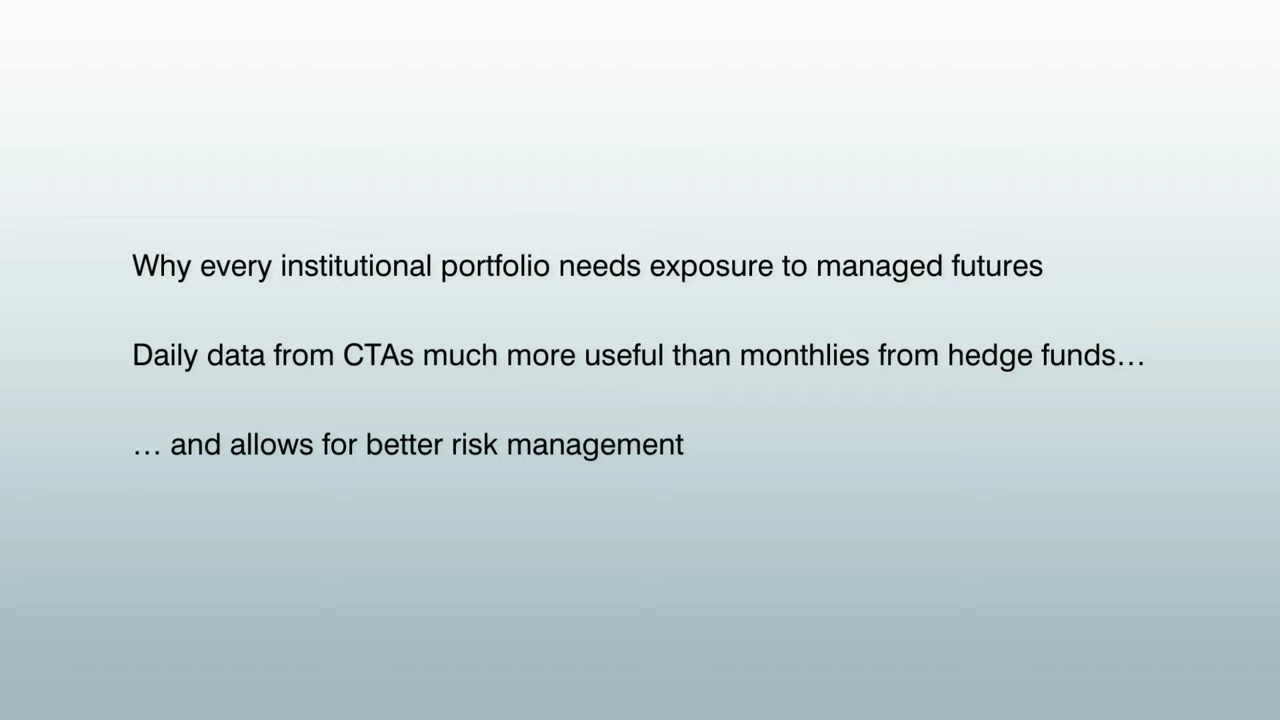 Why every institutional portfolio needs exposure to managed futures
Daily data from CTAs much more useful than monthlies from hedge funds…
… and allows for better risk management